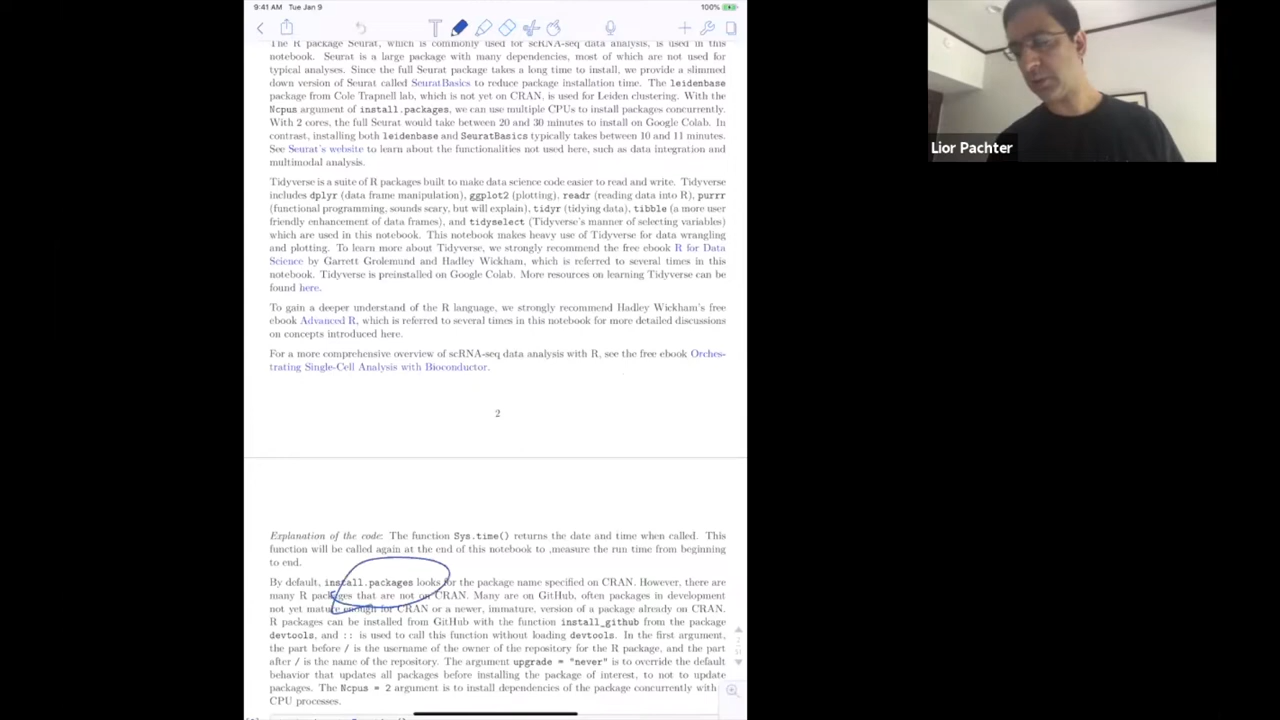 9:41 AM Tue Jan 9
100%
The R package Seurat, which is commonly used for scRNA-seq data analysis, is used in this
notebook. Seurat is a large package with many dependencies, most of which are not used for
typical analyses. Since the full Seurat package takes a long time to install, we provide a slimmed
down version of Seurat called SeuratBasics to reduce package installation time. The leidenbase
package from Cole Trapnell lab, which is not yet on CRAN, is used for Leiden clustering. With the
Ncpus argument of install.packages, we can use multiple CPUs to install packages concurrently.
With 2 cores, the full Seurat would take between 20 and 30 minutes to install on Google Colab. In
contrast, installing both leidenbase and SeuratBasics typically takes between 10 and 11 minutes.
See Seurat's website to learn about the functionalities not used here, such as data integration and
multimodal analysis.
Tidyverse is a suite of R packages built to make data science code easier to read and write. Tidyverse
includes dplyr (data frame manipulation), ggplot2 (plotting), readr (reading data into R), purrr
(functional programming, sounds scary, but will explain), tidyr (tidying data), tibble (a more user
friendly enhancement of data frames), and tidyselect (Tidyverse's manner of selecting variables)
which are used in this notebook. This notebook makes heavy use of Tidyverse for data wrangling
and plotting. To learn more about Tidyverse, we strongly recommend the free ebook R for Data
Science by Garrett Grolemund and Hadley Wickham, which is referred to several times in this
notebook. Tidyverse is preinstalled on Google Colab. More resources on learning Tidyverse can be
found here.
To gain a deeper understand of the R language, we strongly recommend Hadley Wickham's free
ebook Advanced R, which is referred to several times in this notebook for more detailed discussions
on concepts introduced here.
For a more comprehensive overview of scRNA-seq data analysis with R, see the free ebook Orches-
trating Single-Cell Analysis with Bioconductor.
2
Explanation of the code: The function Sys.time() returns the date and time when called. This
function will be called again at the end of this notebook to ,measure the run time from beginning
to end.
By default, install.packages looks for the package name specified on CRAN. However, there are
many R packages that are not on CRAN. Many are on GitHub, often packages in development
not yet mature enough for CRAN or a newer, immature, version of a package already on CRAN.
R packages can be installed from GitHub with the function install_github from the package
devtools, and :: is used to call this function without loading devtools. In the first argument,
the part before / is the username of the owner of the repository for the R package, and the part
after / is the name of the repository. The argument upgrade = "never" is to override the default
behavior that updates all packages before installing the package of interest, to not to update
packages. The Ncpus = 2 argument is to install dependencies of the package concurrently with
CPU processes.
Lior Pachter